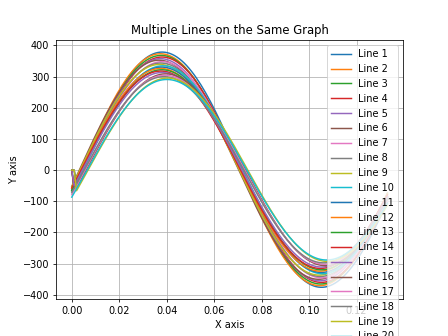 Multiple Lines on the Same Graph
400
300
200
100
0
−100
−200
−300
−400
Y axis
0.00
0.02
0.04
0.06
0.08
0.10
X axis
Line 1
Line 2
Line 3
Line 4
Line 5
Line 6
Line 7
Line 8
Line 9
Line 10
Line 11
Line 12
Line 13
Line 14
Line 15
Line 16
Line 17
Line 18
Line 19
Line 20